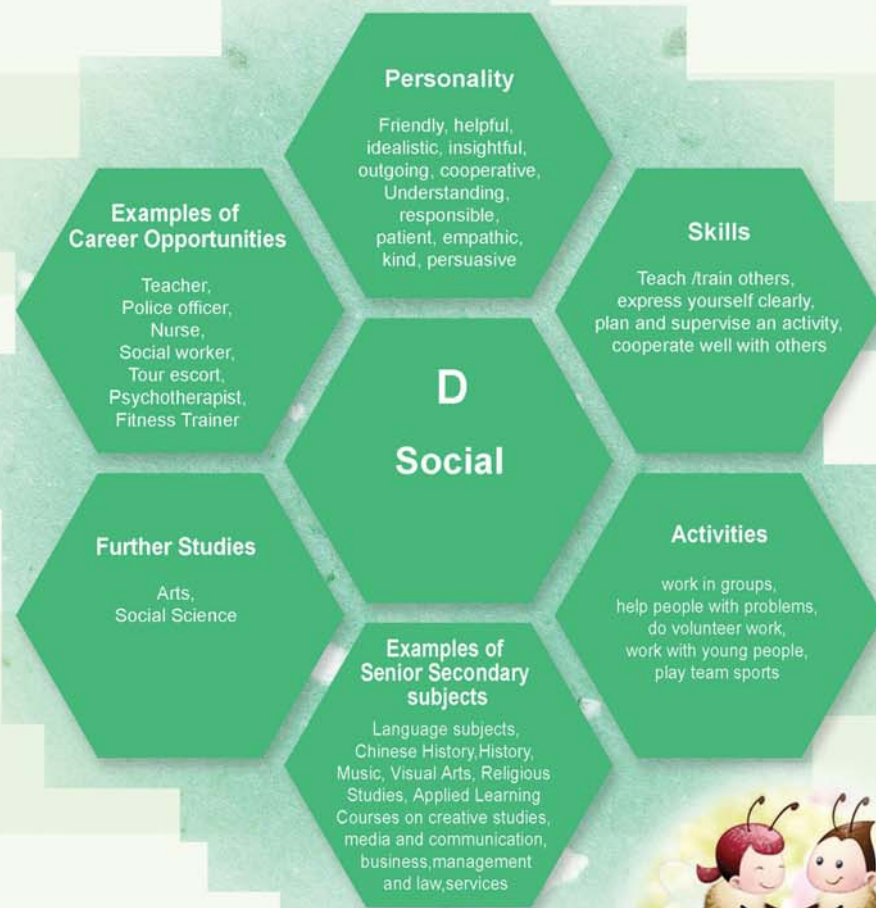 Personality
Friendly, helpful,
idealistic, insightful,
outgoing, cooperative,
Understanding,
responsible,
patient, empathic,
kind, persuasive
Examples of
Career Opportunities
Teacher,
Police officer,
Nurse,
Social worker,
Tour escort,
Psychotherapist,
Fitness Trainer
Skills
Teach /train others,
express yourself clearly,
plan and supervise an activity,
cooperate well with others
D
Social
Further Studies
Arts,
Social Science
Activities
work in groups,
help people with problems,
do volunteer work,
work with young people,
play team sports
Examples of
Senior Secondary
subjects
Language subjects,
Chinese History,History,
Music, Visual Arts, Religious
Studies, Applied Learning
Courses on creative studies,
media and communication,
business,management
and law,services